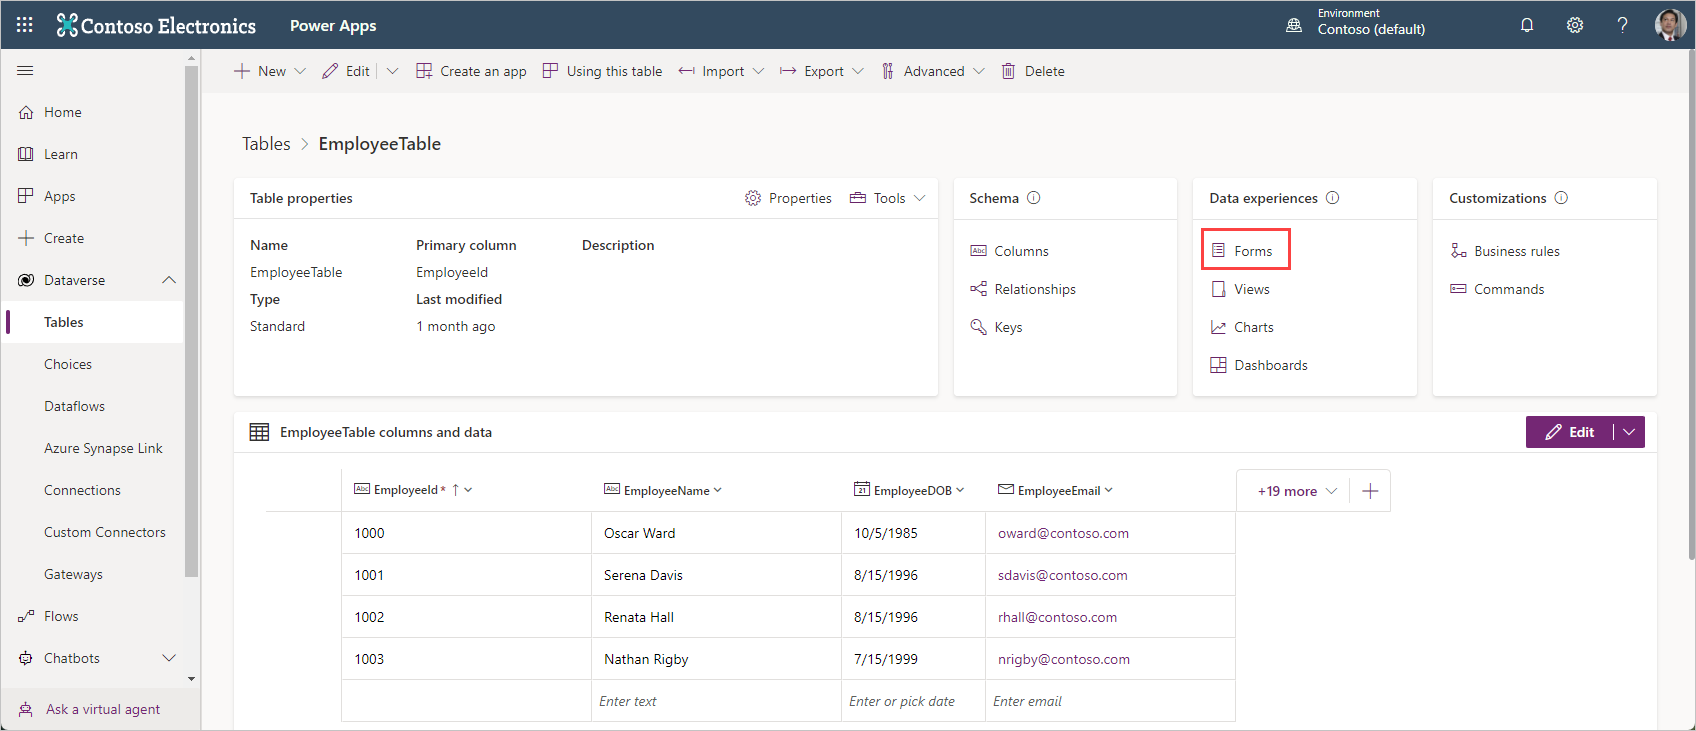 Contoso Electronics Power Apps Environment
Contoso (default) ?
New Edit Create an app Using this table Import Export Advanced Delete
Home
Learn
Apps
Create
Dataverse
Tables
Choices
Dataflows
Azure Synapse Link
Connections
Custom Connectors
Gateways
Flows
Chatbots
Ask a virtual agent
Tables > EmployeeTable
Table properties Properties Tools
Name Primary column Description
EmployeeTable EmployeeId
Type Last modified
Standard 1 month ago
Schema
Abc Columns
Relationships
Keys
Data experiences
Forms
Views
Charts
Dashboards
Customizations
Business rules
Commands
EmployeeTable columns and data Edit
Abc EmployeeId * ↑ Abc EmployeeName 21 EmployeeDOB EmployeeEmail +19 more
1000 Oscar Ward 10/5/1985 oward@contoso.com
1001 Serena Davis 8/15/1996 sdavis@contoso.com
1002 Renata Hall 8/15/1996 rhall@contoso.com
1003 Nathan Rigby 7/15/1999 nrigby@contoso.com
Enter text Enter or pick date Enter email